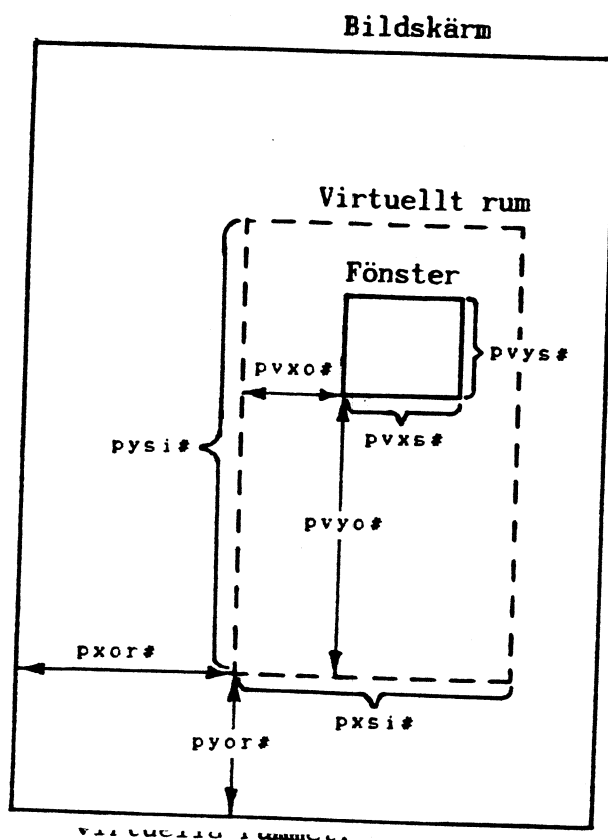 Bildskärm
Virtuellt rum
Fönster
pvys#
pvxo#
pvxs#
pysi#
pvyo#
pxor#
pxsi#
pyor#